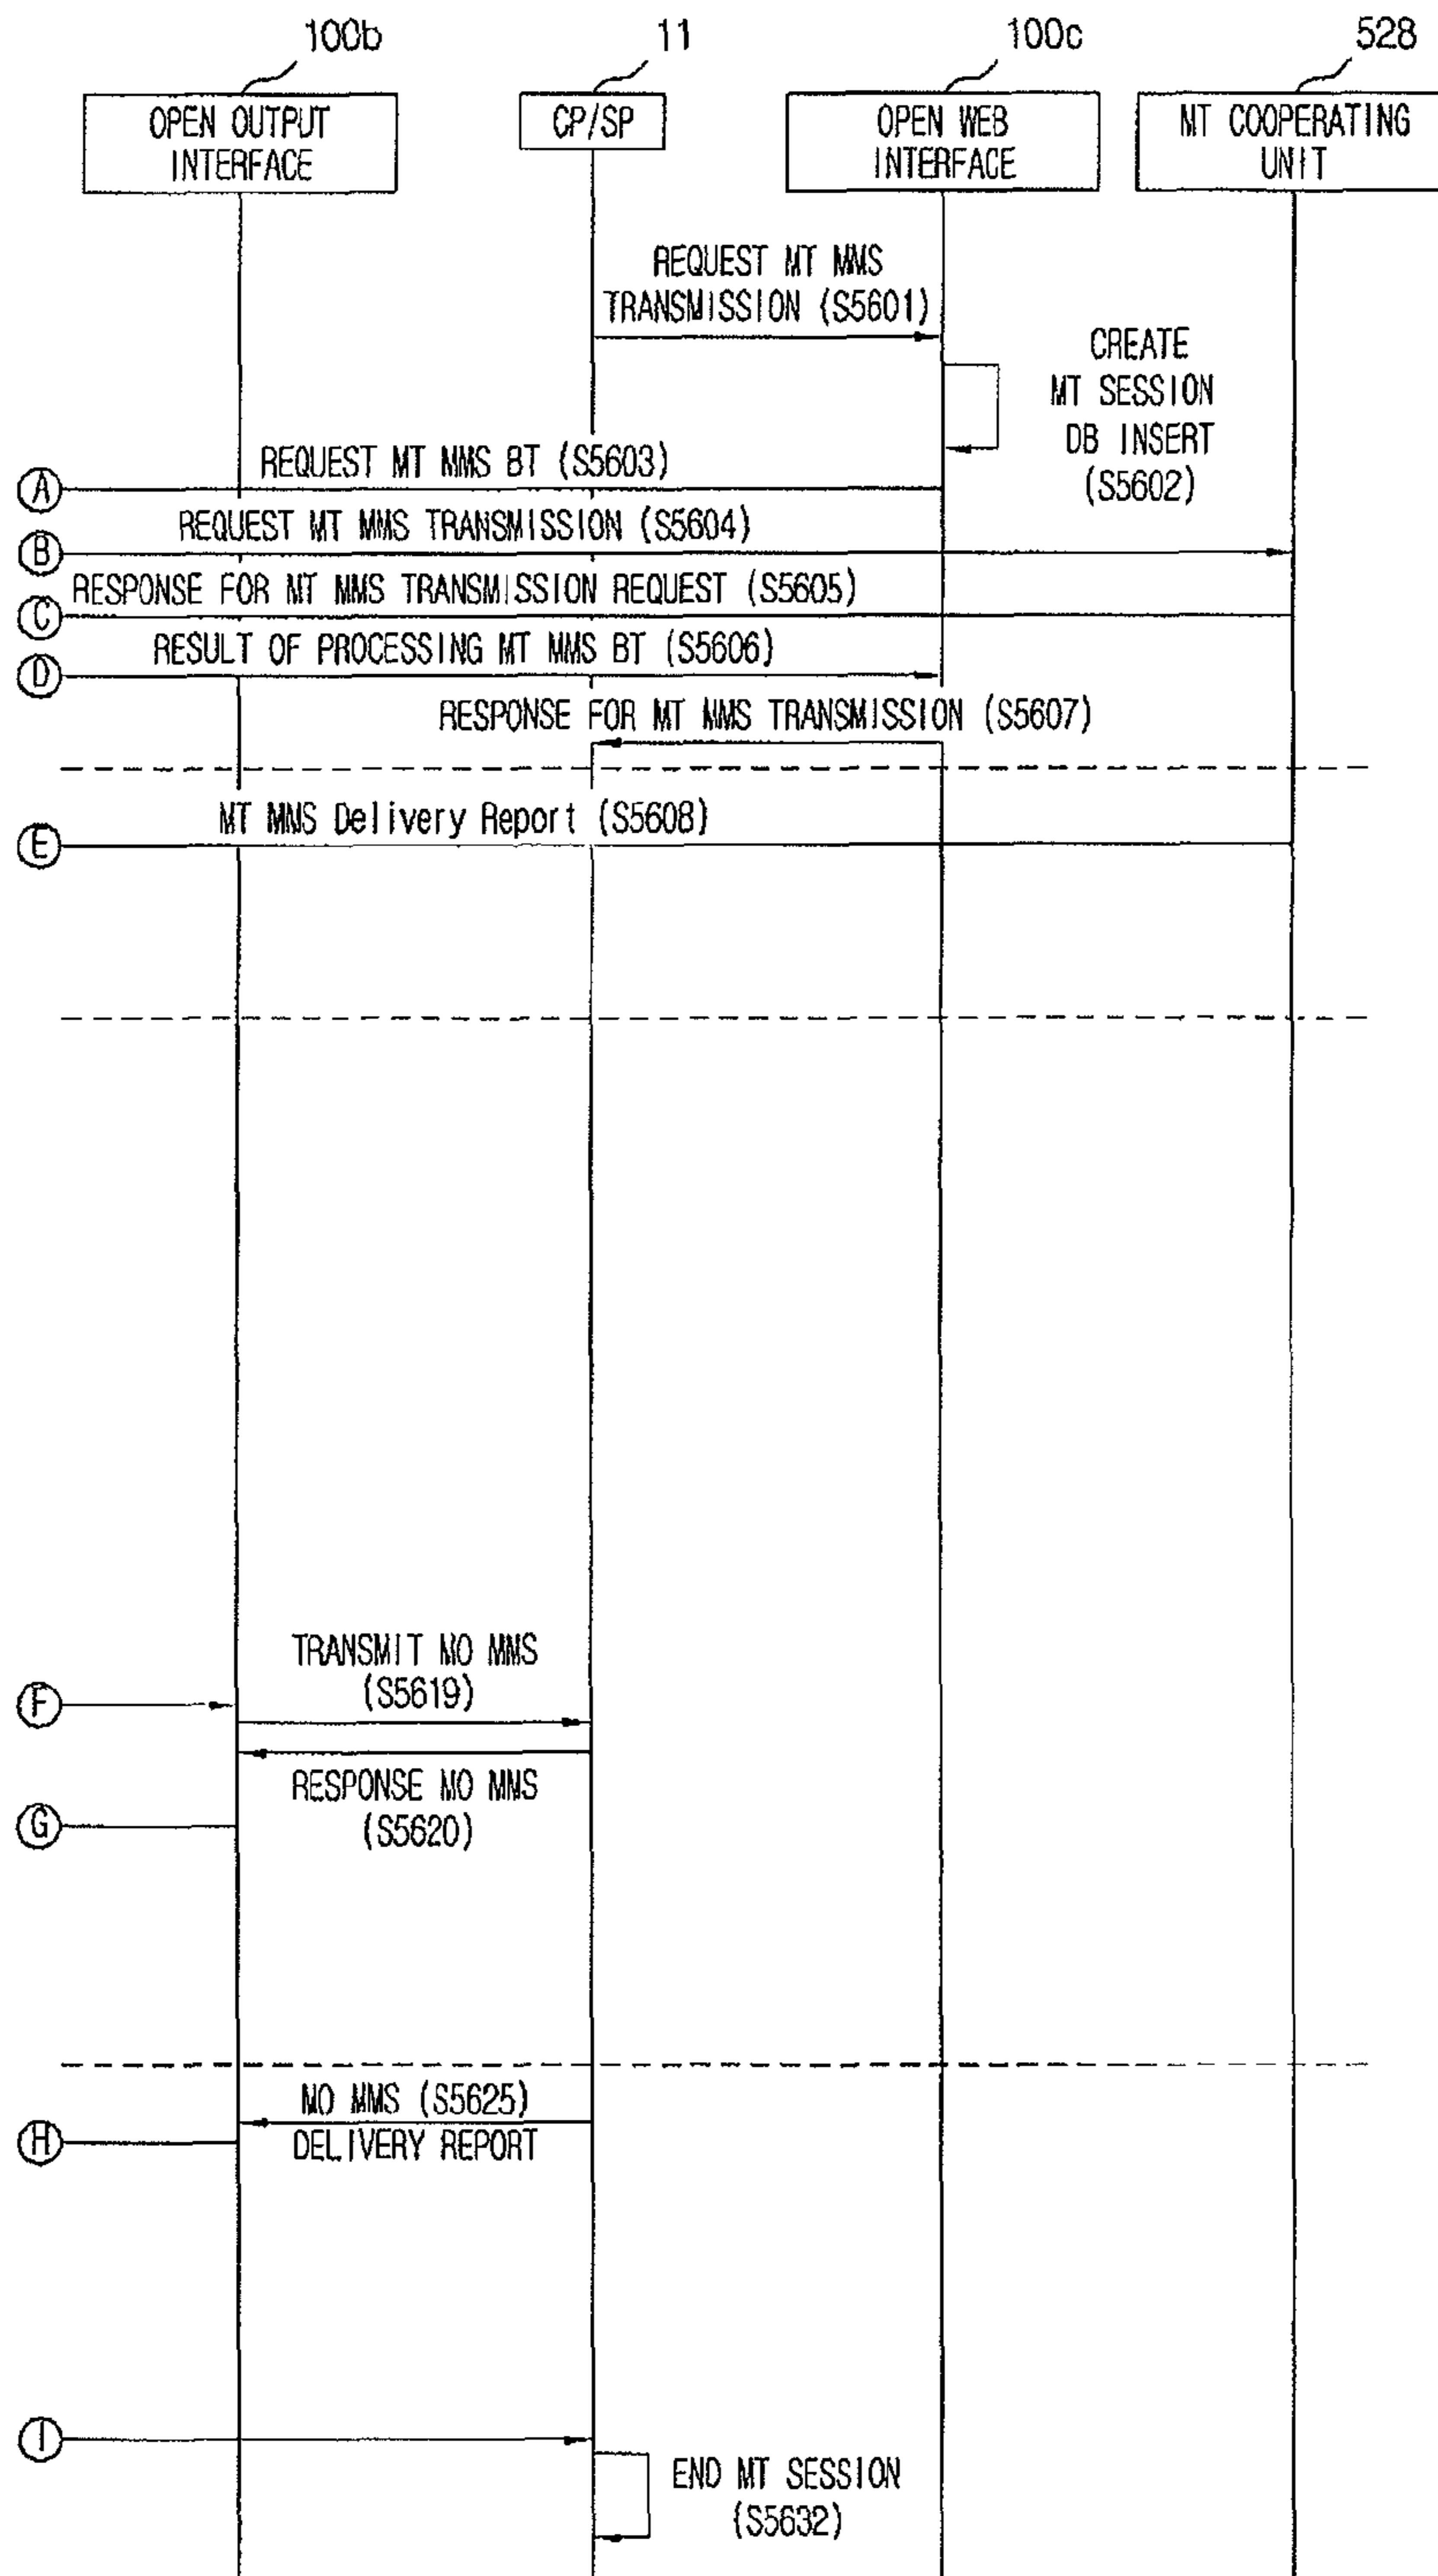 100b
11
100c
528
OPEN OUTPUT
INTERFACE
CP/SP
OPEN WEB
INTERFACE
MT COOPERATING
UNIT
REQUEST MT MMS
TRANSMISSION (S5601)
CREATE
MT SESSION
DB INSERT
(S5602)
REQUEST MT MMS BT (S5603)
A
REQUEST MT MMS TRANSMISSION (S5604)
B
RESPONSE FOR MT MMS TRANSMISSION REQUEST (S5605)
C
RESULT OF PROCESSING MT MMS BT (S5606)
D
RESPONSE FOR MT MMS TRANSMISSION (S5607)
MT MMS Delivery Report (S5608)
E
TRANSMIT MO MMS
(S5619)
F
RESPONSE MO MMS
(S5620)
G
MO MMS (S5625)
DELIVERY REPORT
H
I
END MT SESSION
(S5632)